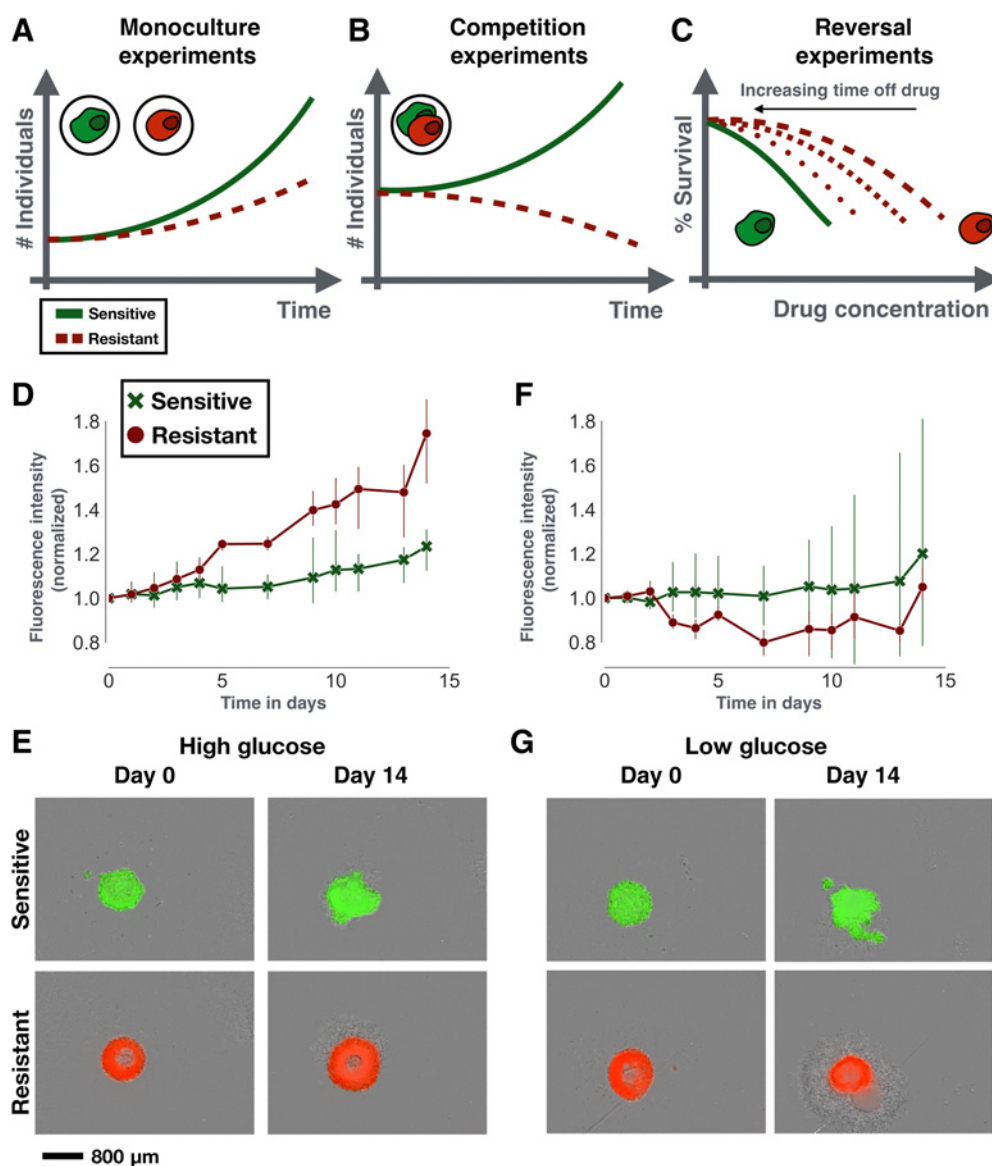 A
Monoculture
experiments
# Individuals
Time
Sensitive
Resistant
B
Competition
experiments
# Individuals
Time
C
Reversal
experiments
Increasing time off drug
% Survival
Drug concentration
D
Sensitive
Resistant
Fluorescence intensity
(normalized)
1.8
1.6
1.4
1.2
1.0
0.8
0
5
10
15
Time in days
F
Fluorescence intensity
(normalized)
1.8
1.6
1.4
1.2
1.0
0.8
0
5
10
15
Time in days
E
High glucose
Day 0
Day 14
Sensitive
Resistant
800 μm
G
Low glucose
Day 0
Day 14